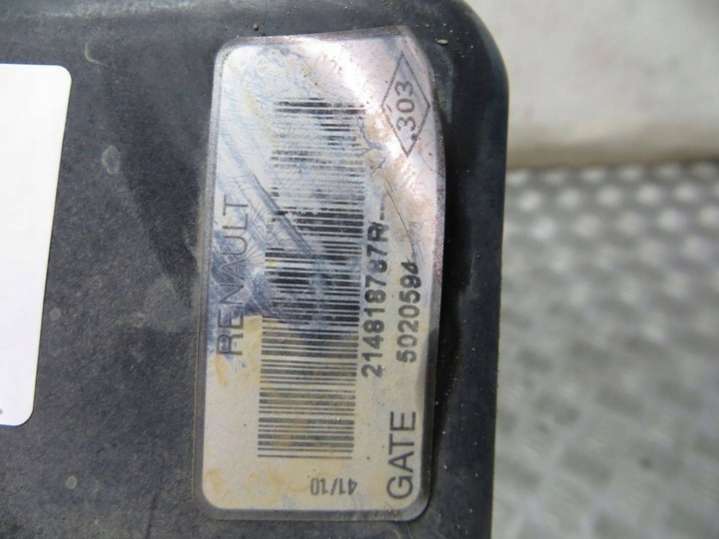 RENAULT
.303
214818787R--
5020594
GATE
41/10